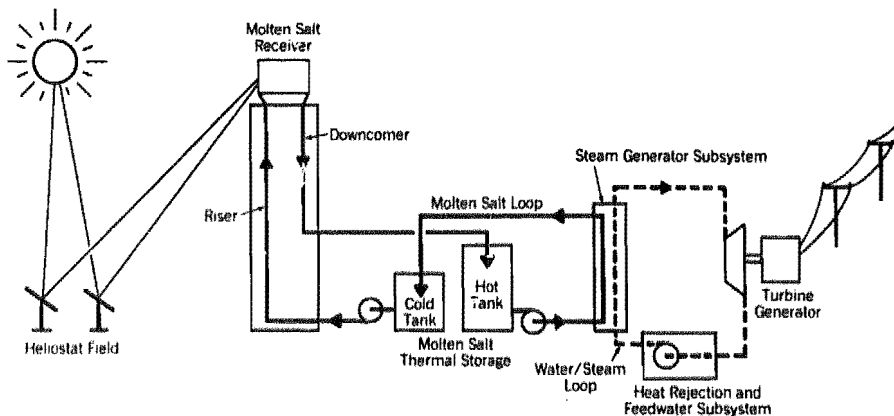 Molten Salt
Receiver
Downcomer
Riser
Molten Salt Loop
Steam Generator Subsystem
Cold
Tank
Hot
Tank
Molten Salt
Thermal Storage
Water/Steam
Loop
Turbine
Generator
Heat Rejection and
Feedwater Subsystem
Heliostat Field